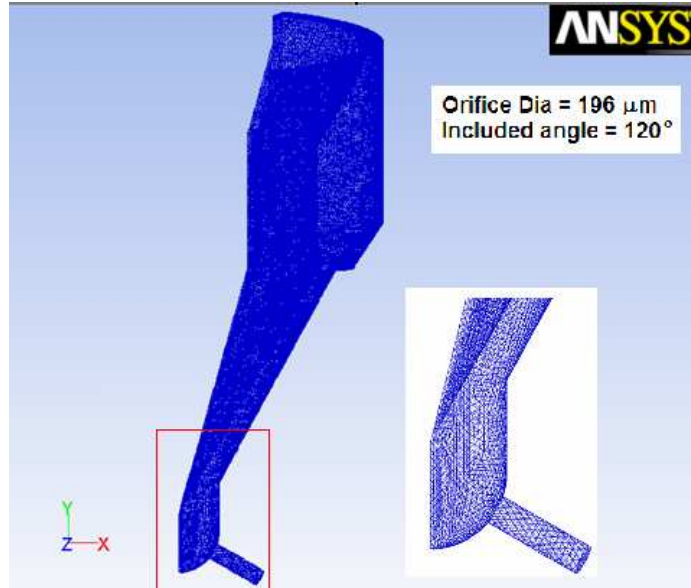 ANSYS
Orifice Dia = 196 μm
Included angle = 120°
Y
Z X